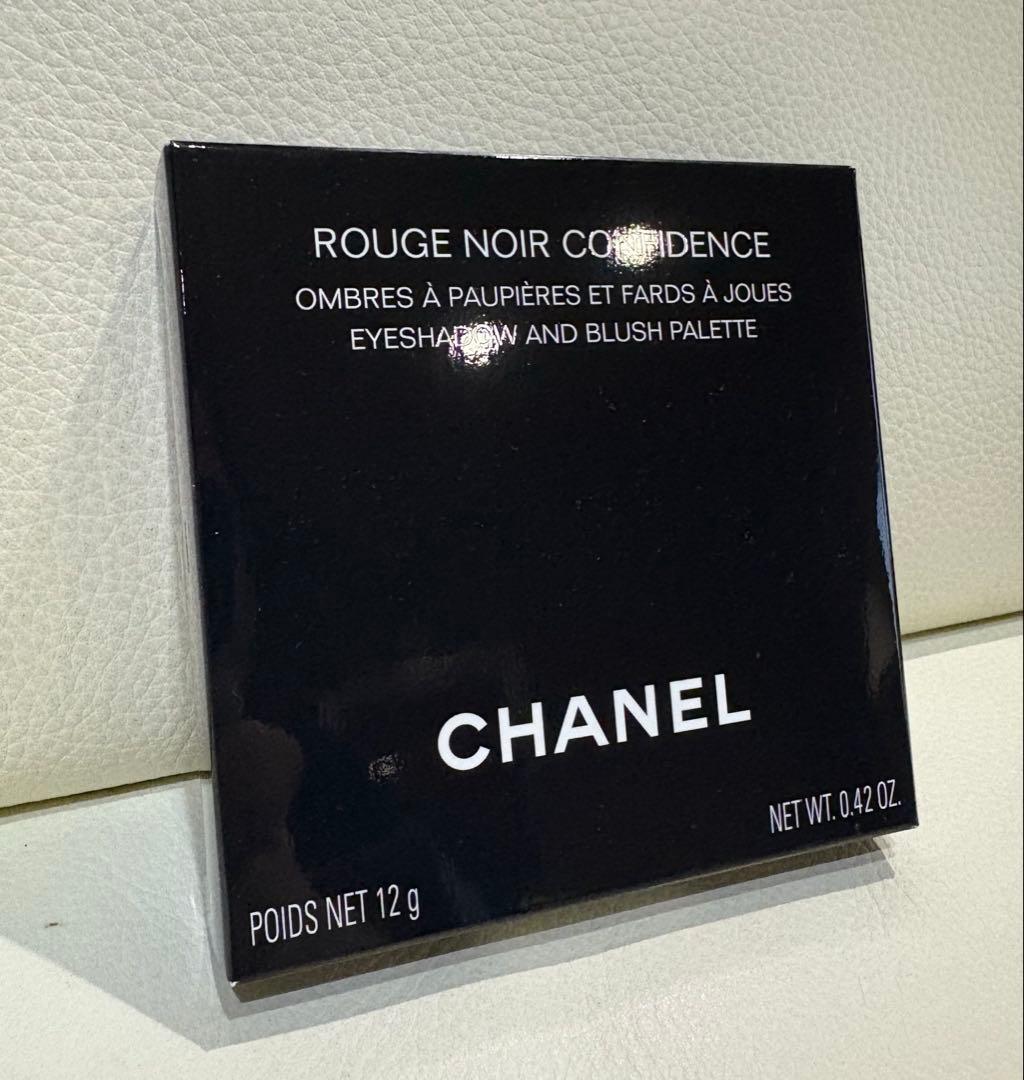 ROUGE NOIR CONFIDENCE
OMBRES À PAUPIÈRES ET FARDS À JOUES
EYESHADOW AND BLUSH PALETTE
CHANEL
NET WT. 0.42 OZ.
POIDS NET 12 g